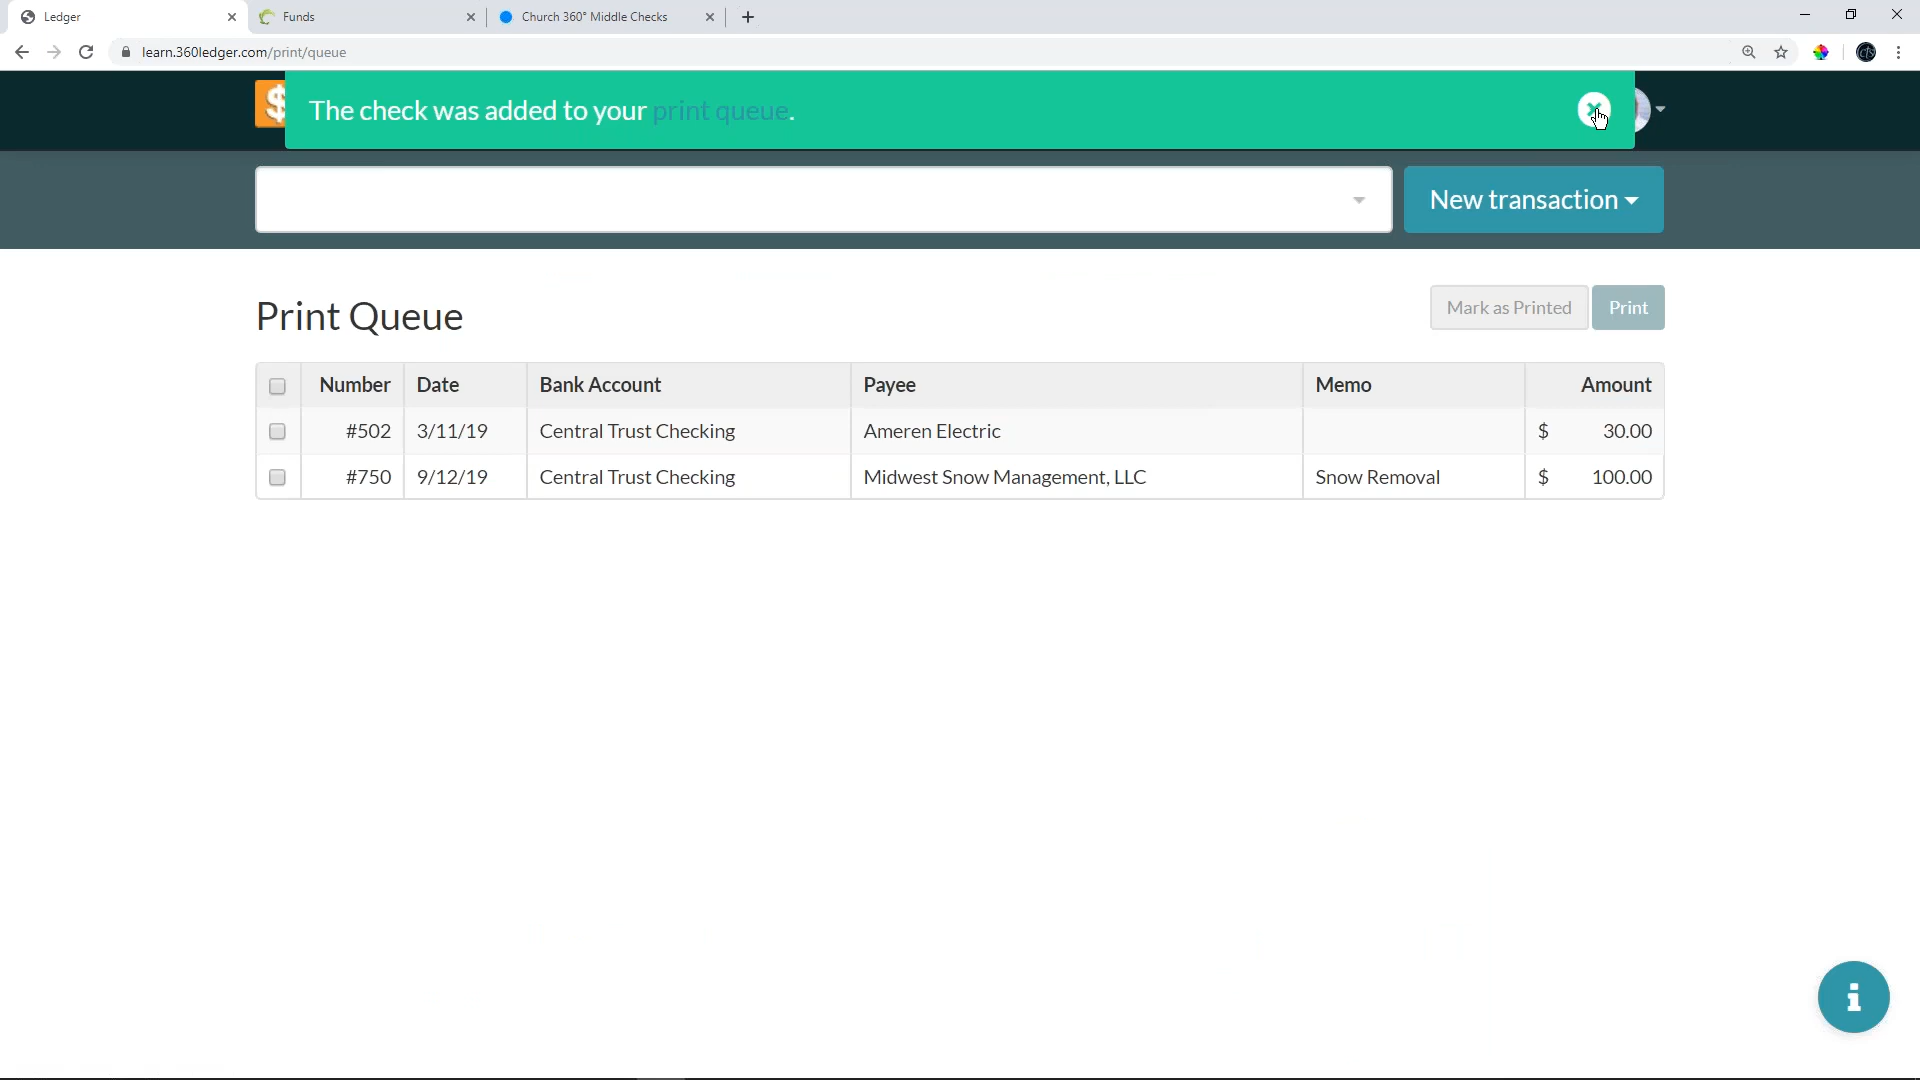 Ledger
Funds
Church 360° Middle Checks
learn.360ledger.com/print/queue
$
The check was added to your print queue.
New transaction
Print Queue
Mark as Printed
Print
Number Date Bank Account Payee Memo Amount
#502 3/11/19 Central Trust Checking Ameren Electric $ 30.00
#750 9/12/19 Central Trust Checking Midwest Snow Management, LLC Snow Removal $ 100.00
i